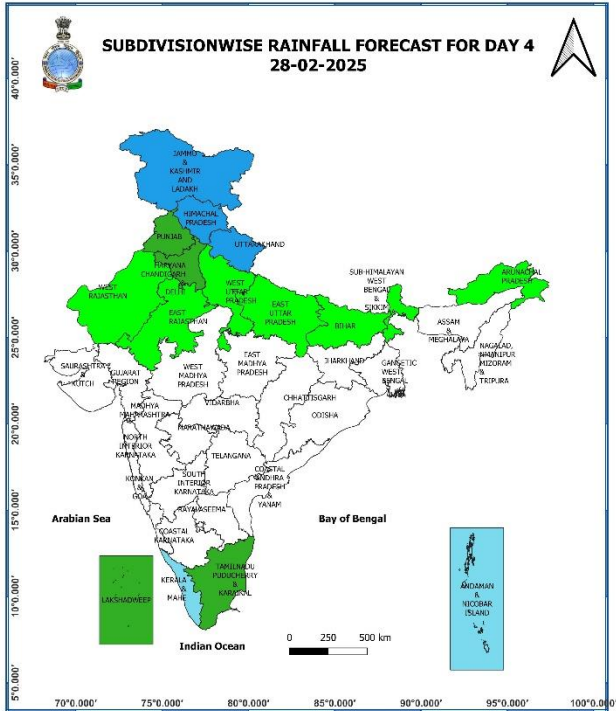 SUBDIVISIONWISE RAINFALL FORECAST FOR DAY 4
28-02-2025
40°0.000'
35°0.000'
30°0.000'
25°0.000'
20°0.000'
15°0.000'
10°0.000'
5°0.000'
JAMMU
&
KASHMIR
AND
LADAKH
HIMACHAL
PRADESH
PUNJAB
UTTARAKHAND
HARYANA
CHANDIGARH
&
DELHI
WEST
RAJASTHAN
EAST
RAJASTHAN
WEST
UTTAR
PRADESH
EAST
UTTAR
PRADESH
BIHAR
SUB-HIMALAYAN
WEST
BENGAL
&
SIKKIM
ARUNACHAL
PRADESH
ASSAM
&
MEGHALAYA
NAGALAD,
MANIPUR
MIZORAM
&
TRIPURA
SAURASHTRA
&
KUTCH
GUJARAT
REGION
WEST
MADHYA
PRADESH
EAST
MADHYA
PRADESH
JHARKHAND
GANGETIC
WEST
BENGAL
CHHATTISGARH
ODISHA
VIDARBHA
MADHYA
MAHARASHTRA
MARATHAWADA
NORTH
INTERIOR
KARNATAKA
TELANGANA
KONKAN
&
GOA
SOUTH
INTERIOR
KARNATAKA
COASTAL
ANDHRA
PRADESH
&
YANAM
RAYALASEEMA
COASTAL
KARNATAKA
Arabian Sea
Bay of Bengal
LAKSHADWEEP
KERALA
&
MAHE
TAMILNADU
PUDUCHERRY
&
KARAIKAL
ANDAMAN
&
NICOBAR
ISLAND
Indian Ocean
0 250 500 km
70°0.000' 75°0.000' 80°0.000' 85°0.000' 90°0.000' 95°0.000' 100°0.000'